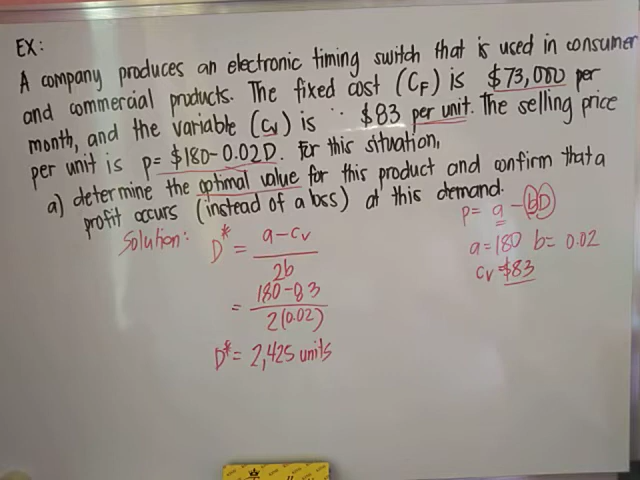 EX:
A company produces an electronic timing switch that is used in consumer
and commercial products. The fixed cost (CF) is $73,000 per
month, and the variable (Cv) is $83 per unit. The selling price
per unit is p= $180-0.02D. For this situation,
a) determine the optimal value for this product and confirm that a
profit occurs (instead of a loss) at this demand.
p= a - bD
a=180 b= 0.02
cv $83
Solution: D* = a-cv
2b
= 180-83
2(0.02)
D*= 2,425 units